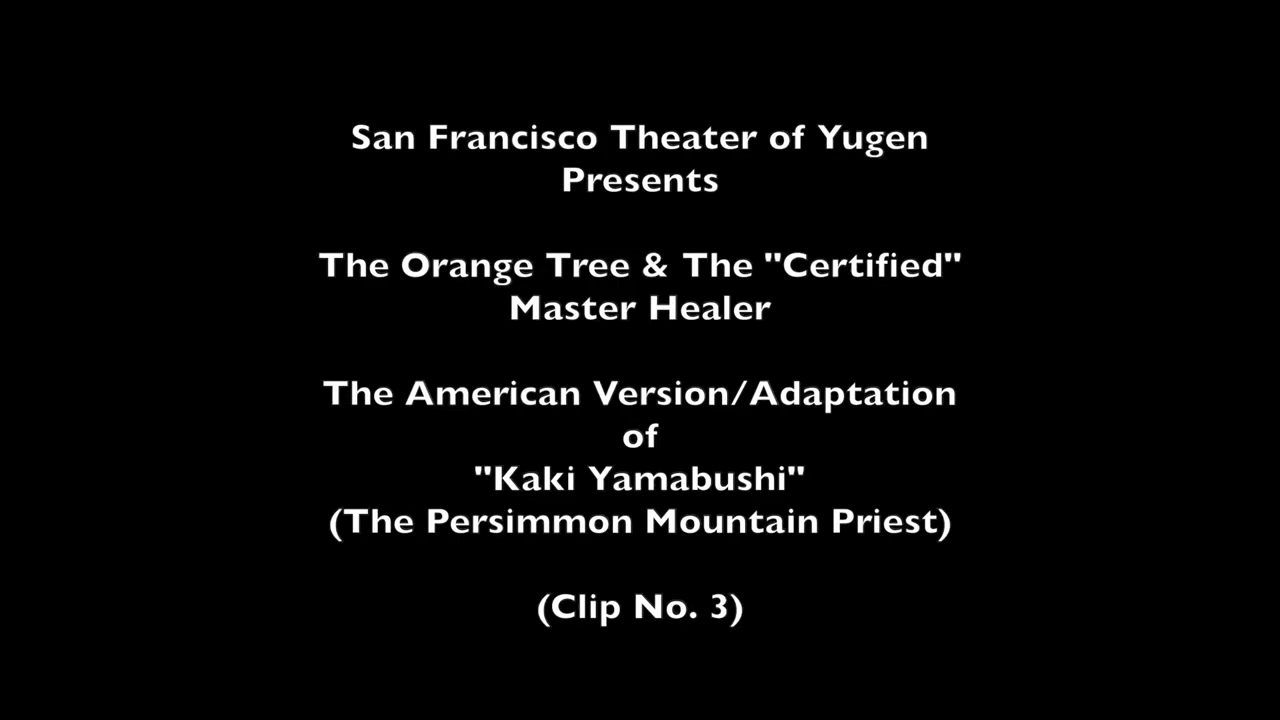 San Francisco Theater of Yugen
Presents
The Orange Tree & The "Certified"
Master Healer
The American Version/Adaptation
of
"Kaki Yamabushi"
(The Persimmon Mountain Priest)
(Clip No. 3)